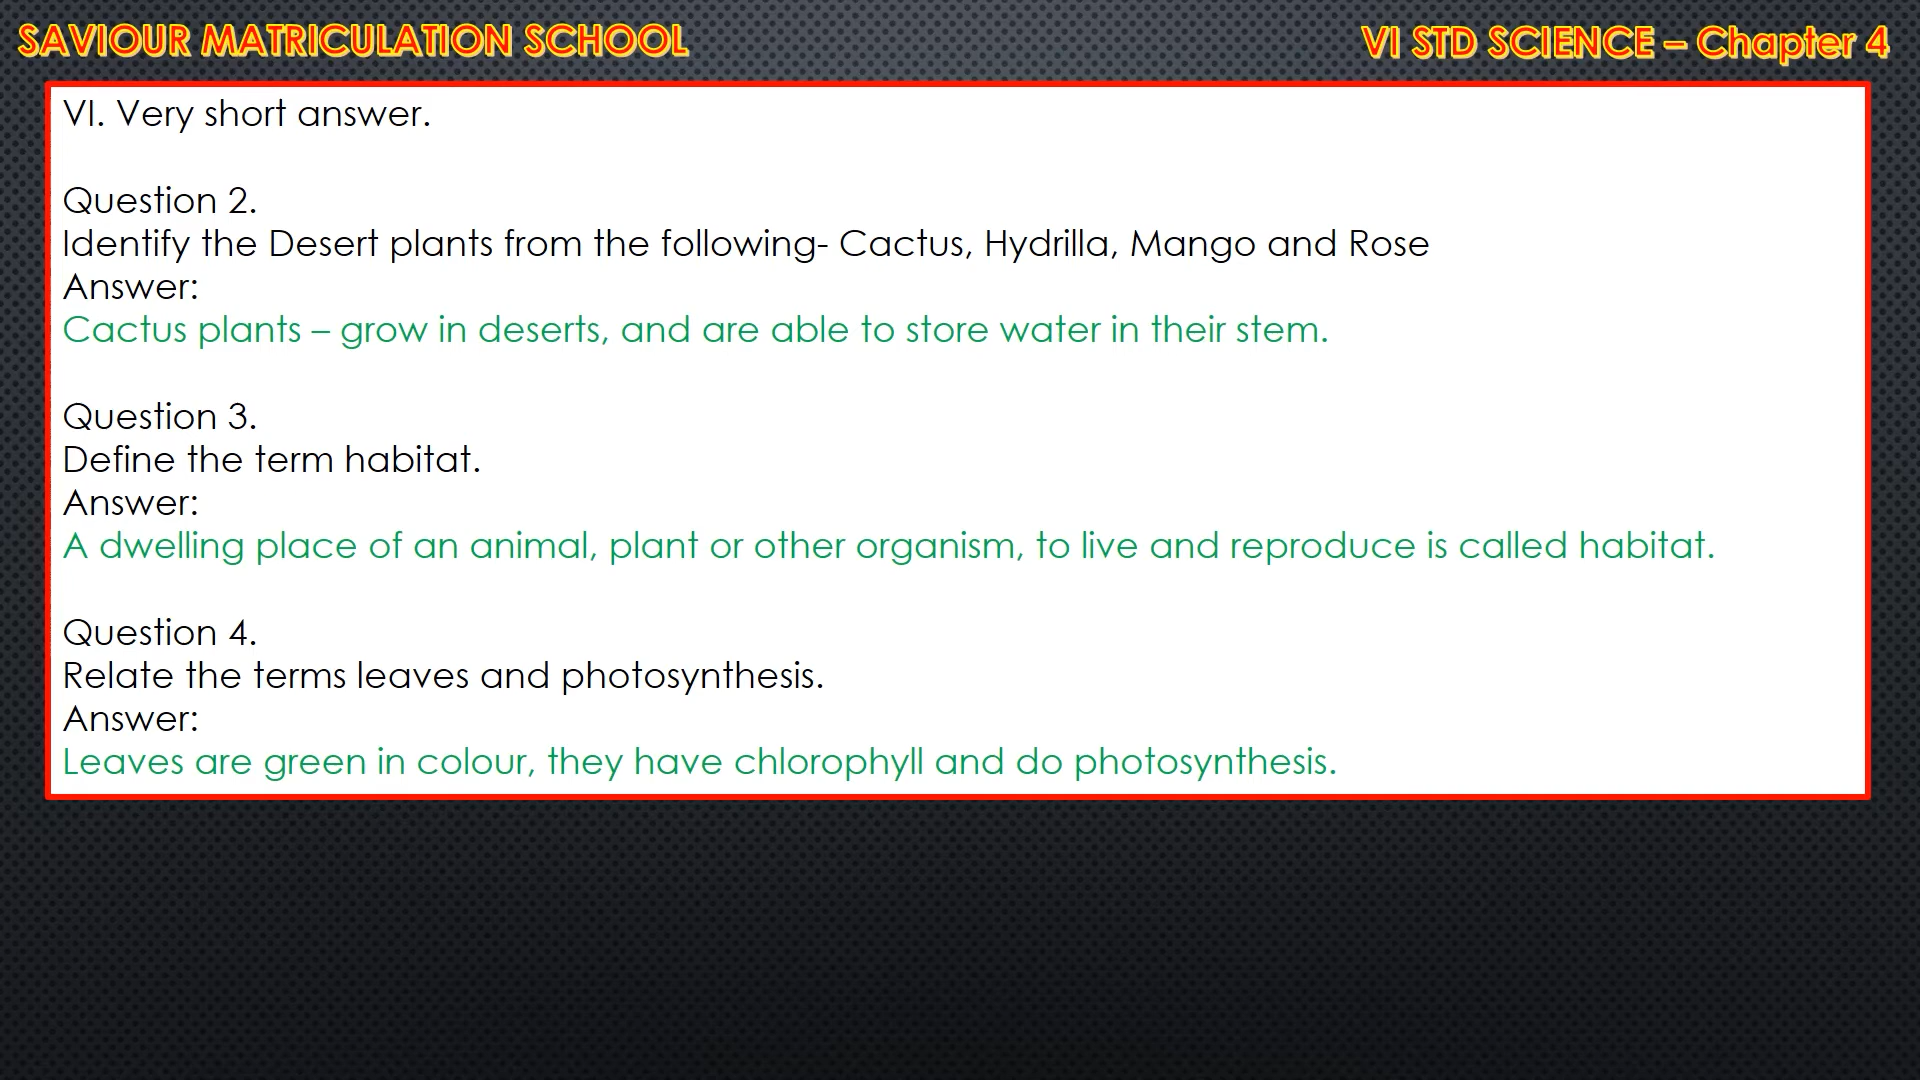 SAVIOUR MATRICULATION SCHOOL
VI STD SCIENCE – Chapter 4
VI. Very short answer.
Question 2.
Identify the Desert plants from the following- Cactus, Hydrilla, Mango and Rose
Answer:
Cactus plants – grow in deserts, and are able to store water in their stem.
Question 3.
Define the term habitat.
Answer:
A dwelling place of an animal, plant or other organism, to live and reproduce is called habitat.
Question 4.
Relate the terms leaves and photosynthesis.
Answer:
Leaves are green in colour, they have chlorophyll and do photosynthesis.